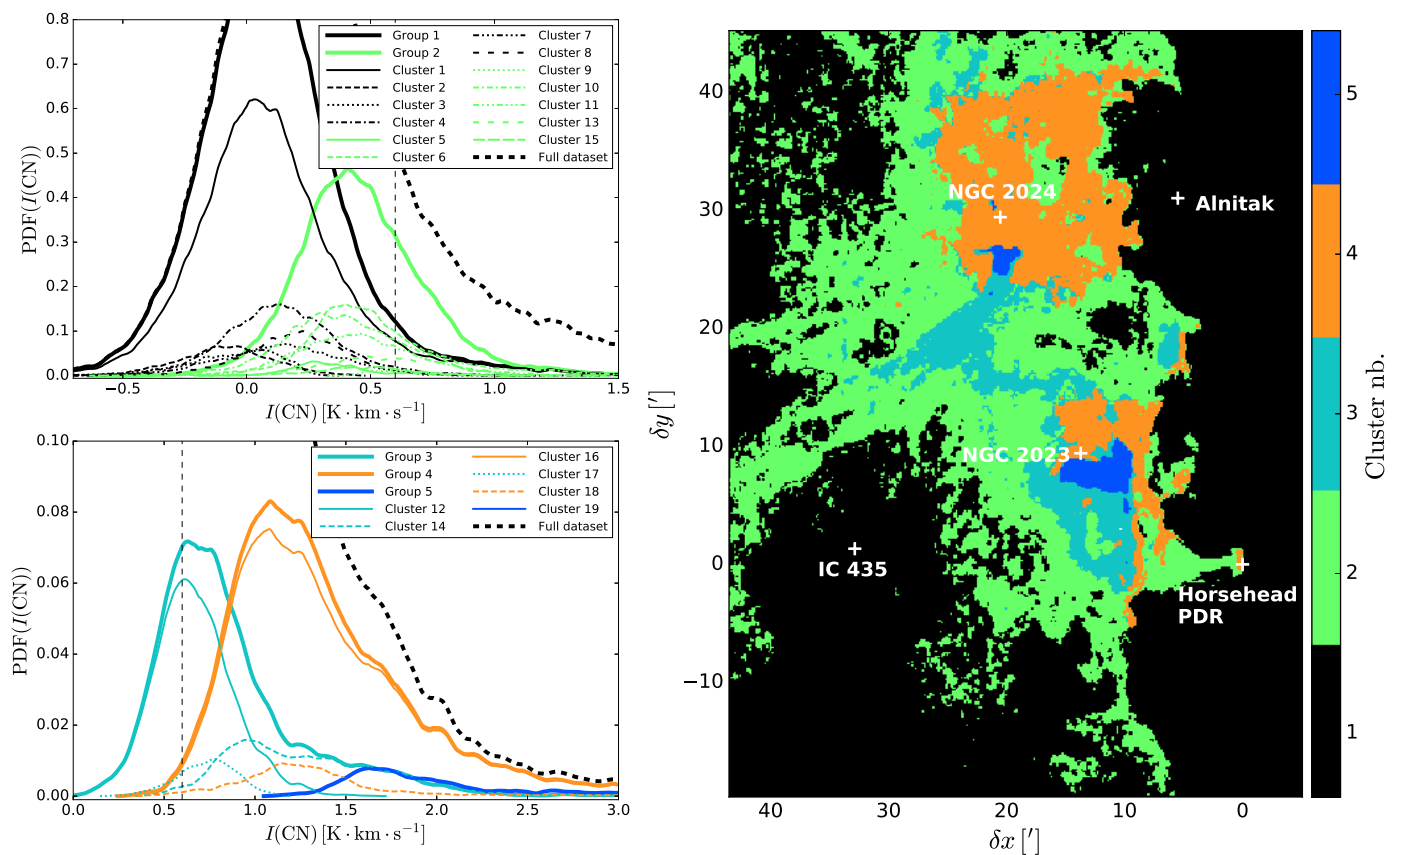 0.8
0.7
0.6
0.5
0.4
0.3
0.2
0.1
0.0
PDF(I(CN))
−0.5 0.0 0.5 1.0 1.5
I(CN) [K · km · s⁻¹]
Group 1
Group 2
Cluster 1
Cluster 2
Cluster 3
Cluster 4
Cluster 5
Cluster 6
Cluster 7
Cluster 8
Cluster 9
Cluster 10
Cluster 11
Cluster 13
Cluster 15
Full dataset
0.10
0.08
0.06
0.04
0.02
0.00
PDF(I(CN))
0.0 0.5 1.0 1.5 2.0 2.5 3.0
I(CN) [K · km · s⁻¹]
Group 3
Group 4
Group 5
Cluster 12
Cluster 14
Cluster 16
Cluster 17
Cluster 18
Cluster 19
Full dataset
40
30
20
10
0
−10
δy [′]
40 30 20 10 0
δx [′]
NGC 2024
Alnitak
NGC 2023
IC 435
Horsehead
PDR
5
4
3
2
1
Cluster nb.